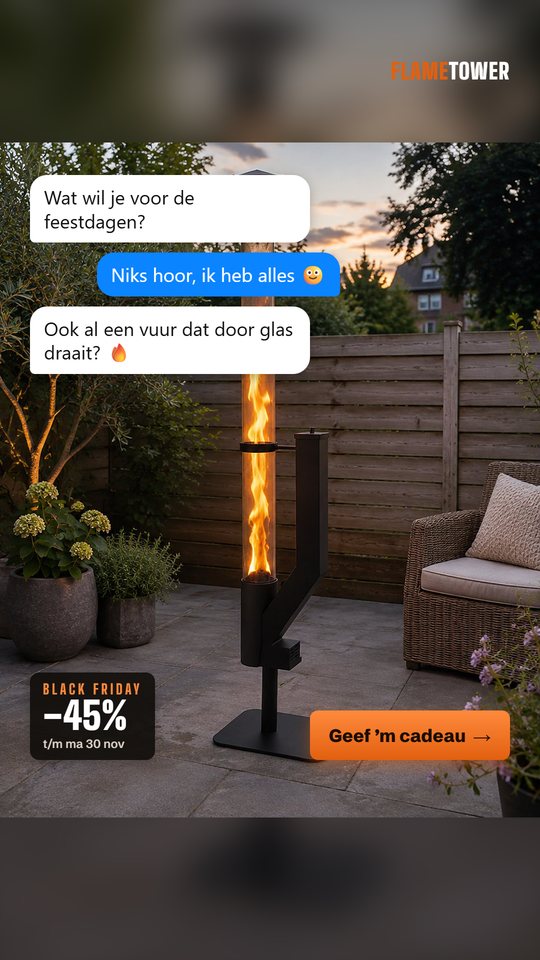 FLAMETOWER
Wat wil je voor de
feestdagen?
Niks hoor, ik heb alles 🙂
Ook al een vuur dat door glas
draait? 🔥
BLACK FRIDAY
−45%
t/m ma 30 nov
Geef ’m cadeau →